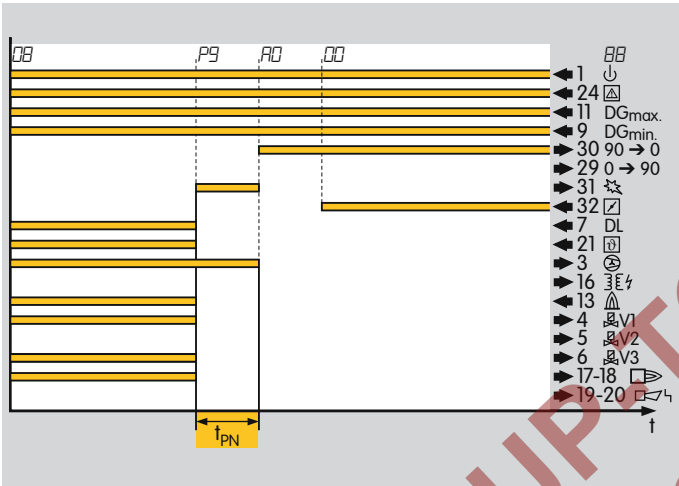 08 P9 A0 00 88
1
24
11 DGmax.
9 DGmin.
30 90 → 0
29 0 → 90
31
32
7 DL
21 ϑ
3
16
13
4 V1
5 V2
6 V3
17-18
19-20
tPN
t
UP-T